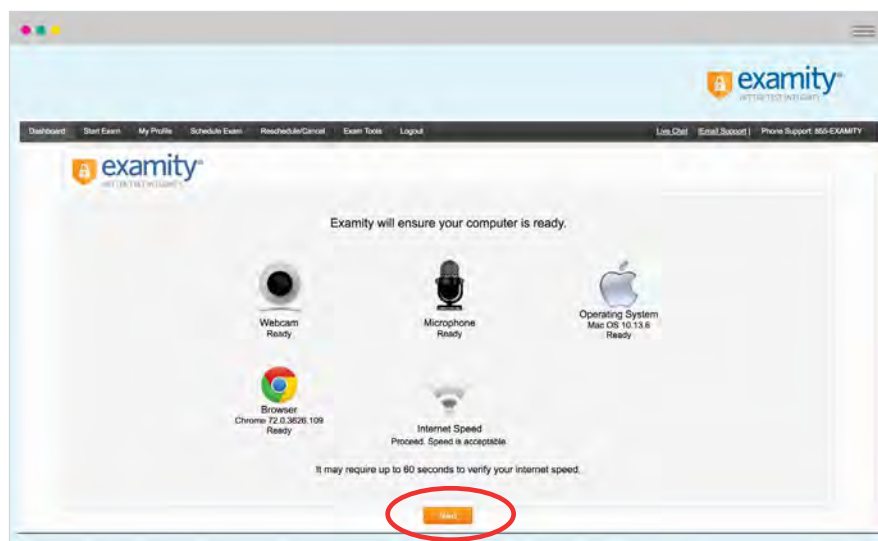 examity
Dashboard Start Exam My Profile Schedule Exam Reschedule/Cancel Exam Tools Logout Live Chat Email Support | Phone Support 855-EXAMITY
examity
Examity will ensure your computer is ready.
Webcam
Ready
Microphone
Ready
Operating System
Mac OS 10.13.6
Ready
Browser
Chrome 72.0.3626.109
Ready
Internet Speed
Proceed. Speed is acceptable.
It may require up to 60 seconds to verify your internet speed.